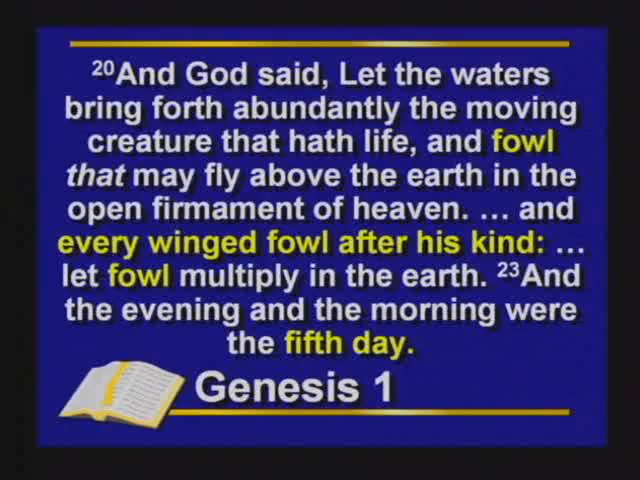 ²⁰And God said, Let the waters
bring forth abundantly the moving
creature that hath life, and fowl
that may fly above the earth in the
open firmament of heaven. … and
every winged fowl after his kind: …
let fowl multiply in the earth. ²³And
the evening and the morning were
the fifth day.
Genesis 1